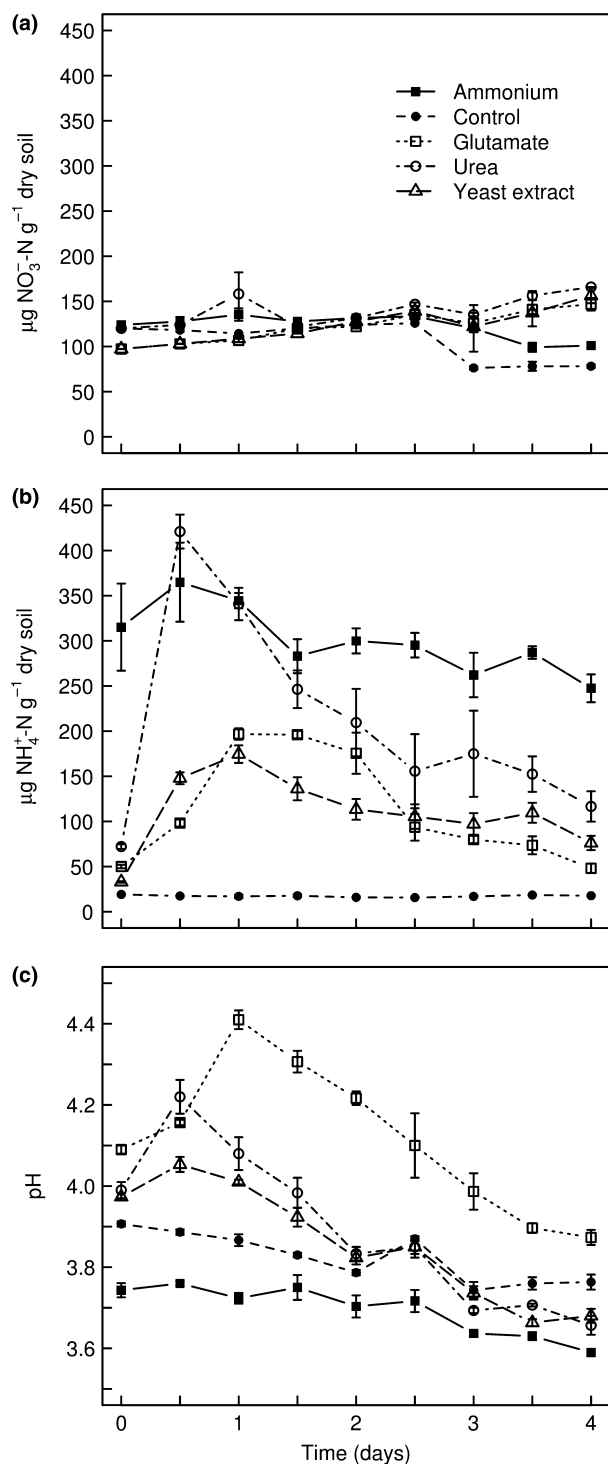 (a)
450
400
350
300
250
200
150
100
50
0
µg NO₃⁻-N g⁻¹ dry soil
Ammonium
Control
Glutamate
Urea
Yeast extract
(b)
450
400
350
300
250
200
150
100
50
0
µg NH₄⁺-N g⁻¹ dry soil
(c)
4.4
4.2
4.0
3.8
3.6
pH
0 1 2 3 4
Time (days)